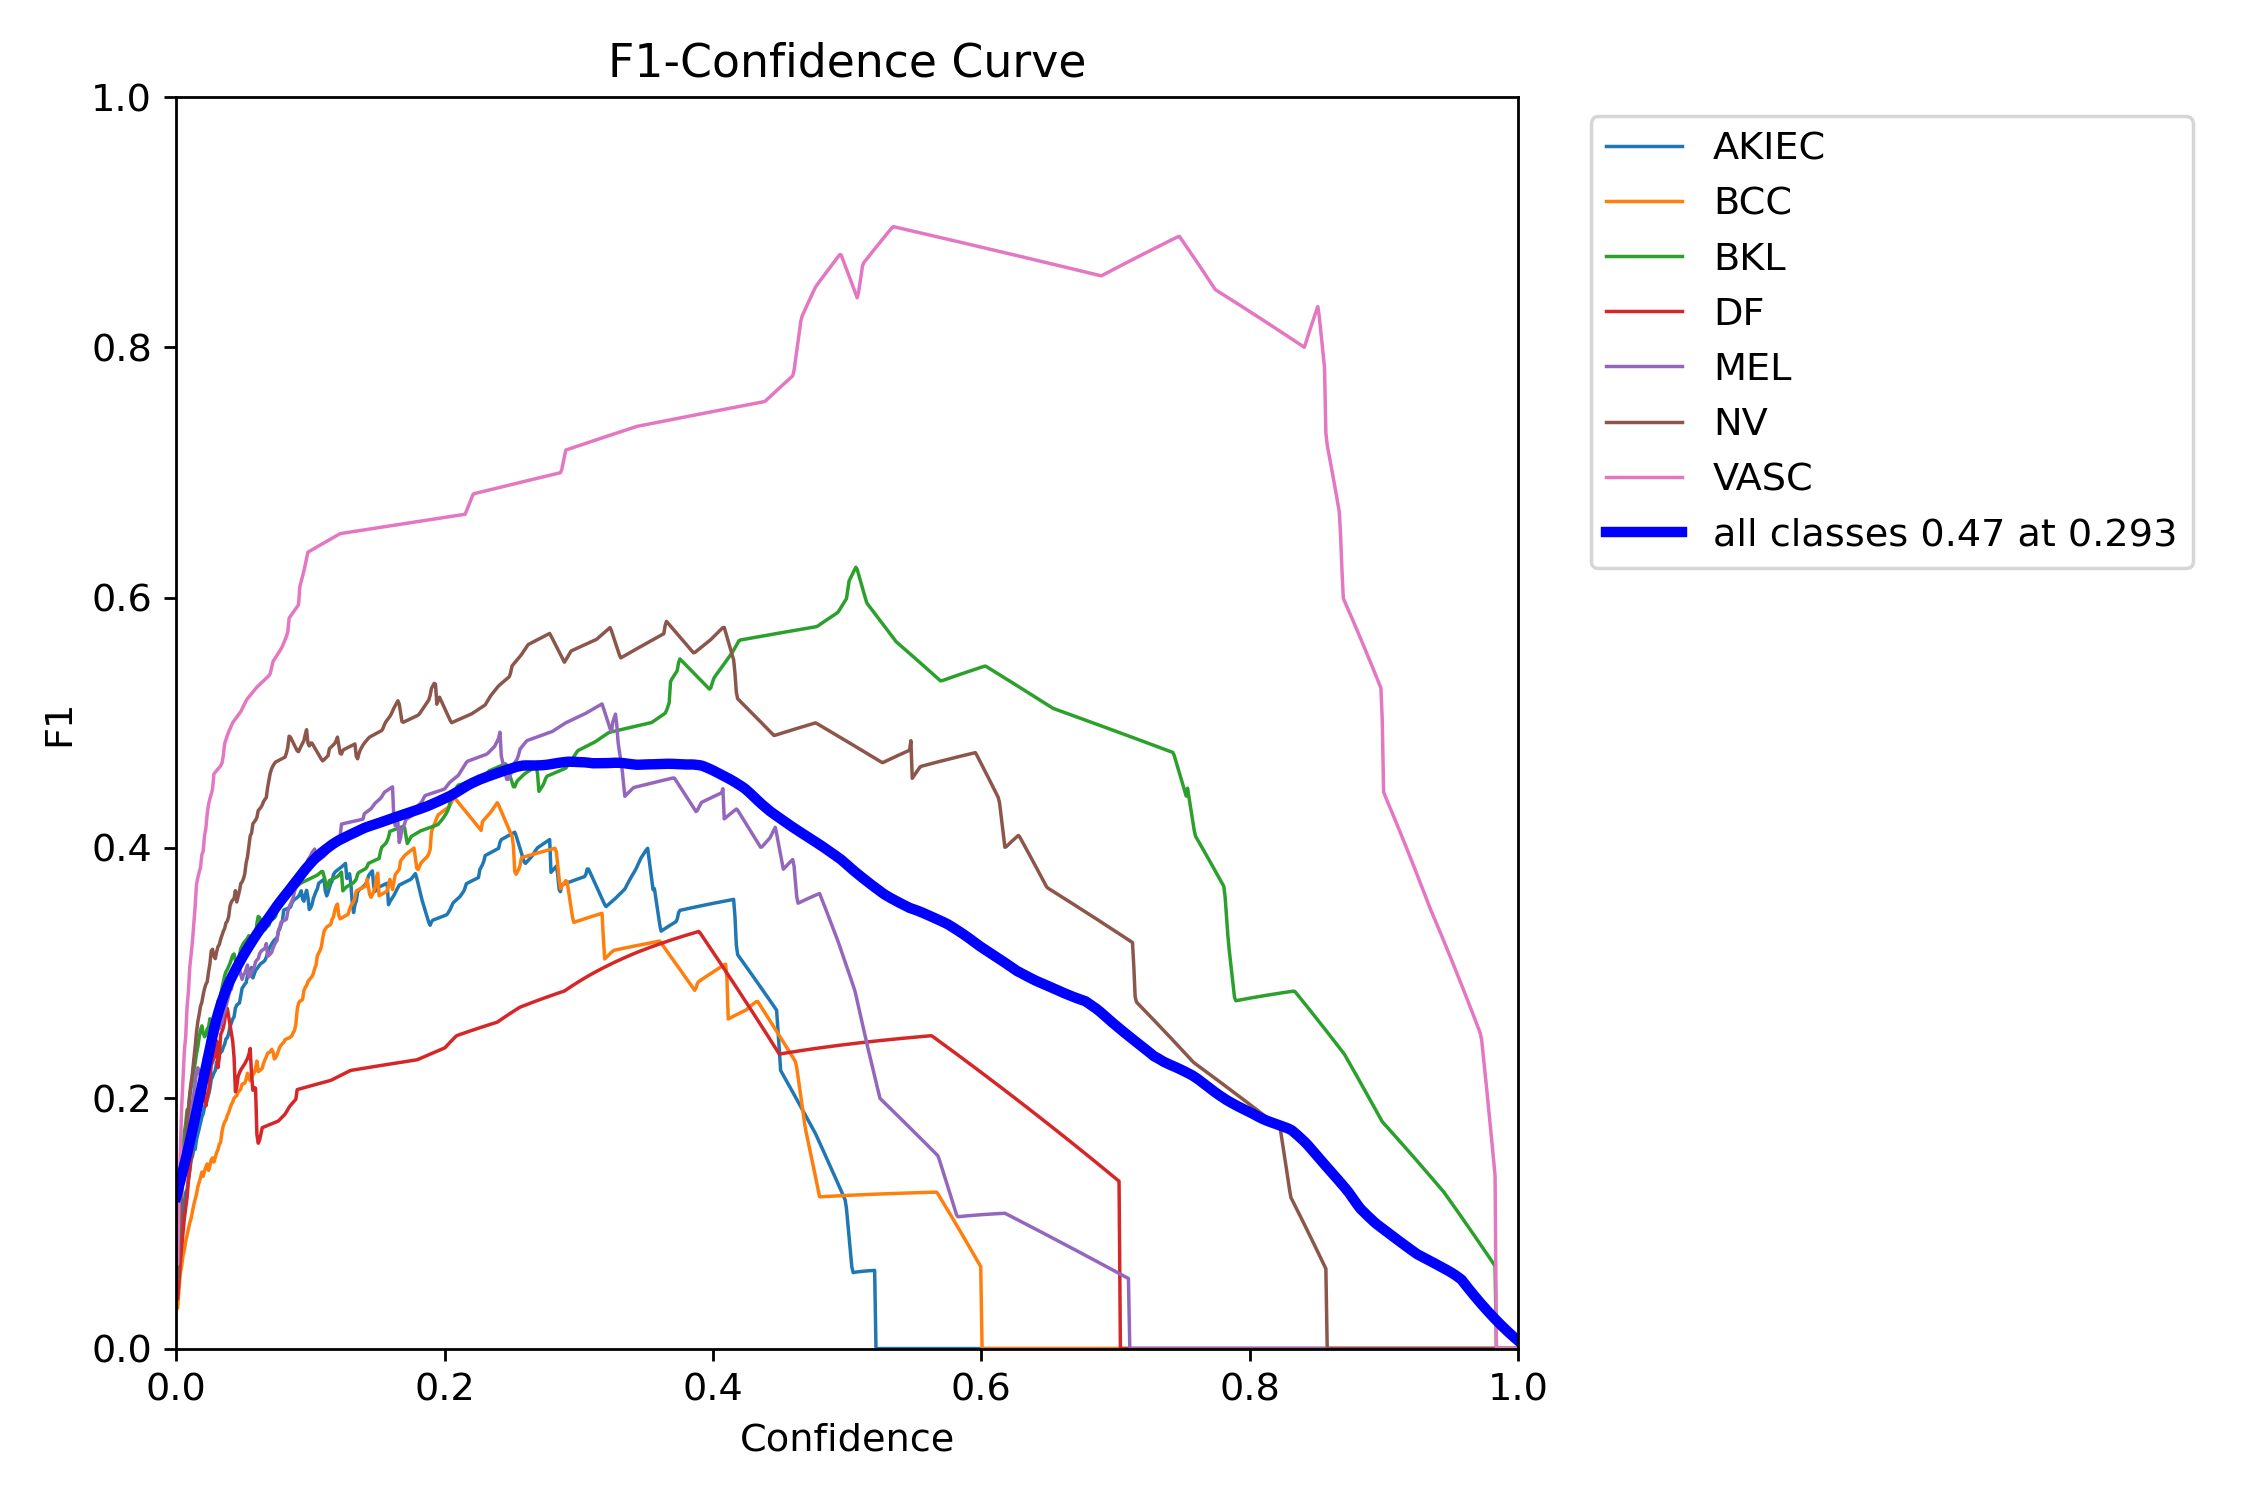 F1-Confidence Curve
1.0
0.8
0.6
0.4
0.2
0.0
F1
0.0 0.2 0.4 0.6 0.8 1.0
Confidence
AKIEC
BCC
BKL
DF
MEL
NV
VASC
all classes 0.47 at 0.293